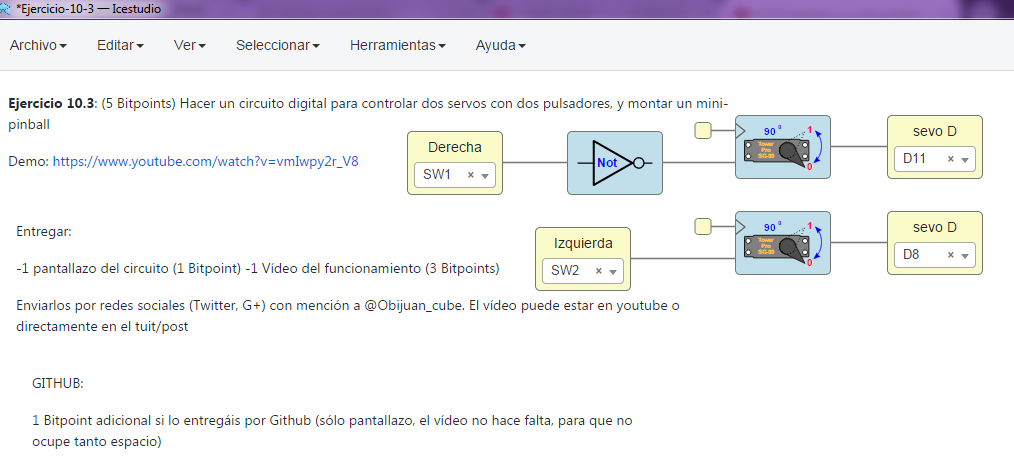 *Ejercicio-10-3 — Icestudio
Archivo
Editar
Ver
Seleccionar
Herramientas
Ayuda
Ejercicio 10.3: (5 Bitpoints) Hacer un circuito digital para controlar dos servos con dos pulsadores, y montar un mini-
pinball
Demo: https://www.youtube.com/watch?v=vmIwpy2r_V8
Derecha
SW1 ×
Not
90 º
1
Tower
Pro
SG-90
0
sevo D
D11 ×
Izquierda
SW2 ×
90 º
1
Tower
Pro
SG-90
0
sevo D
D8 ×
Entregar:
-1 pantallazo del circuito (1 Bitpoint) -1 Vídeo del funcionamiento (3 Bitpoints)
Enviarlos por redes sociales (Twitter, G+) con mención a @Obijuan_cube. El vídeo puede estar en youtube o
directamente en el tuit/post
GITHUB:
1 Bitpoint adicional si lo entregáis por Github (sólo pantallazo, el vídeo no hace falta, para que no
ocupe tanto espacio)